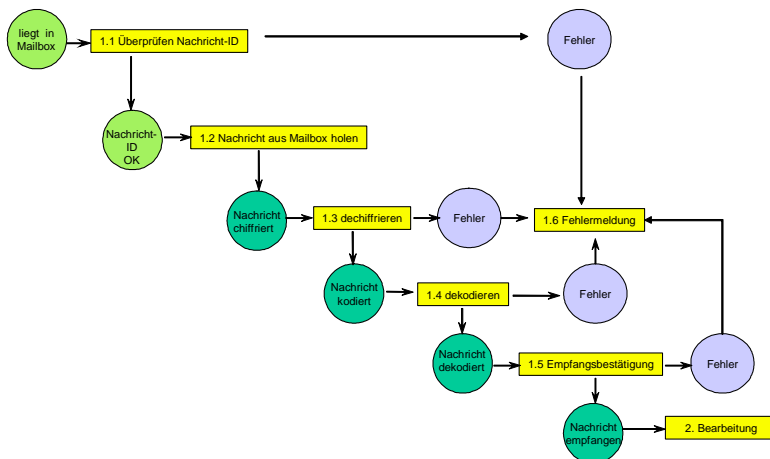 liegt in
Mailbox
1.1 Überprüfen Nachricht-ID
Fehler
Nachricht-
ID
OK
1.2 Nachricht aus Mailbox holen
Nachricht
chiffriert
1.3 dechiffrieren
Fehler
1.6 Fehlermeldung
Nachricht
kodiert
1.4 dekodieren
Fehler
Nachricht
dekodiert
1.5 Empfangsbestätigung
Fehler
Nachricht
empfangen
2. Bearbeitung